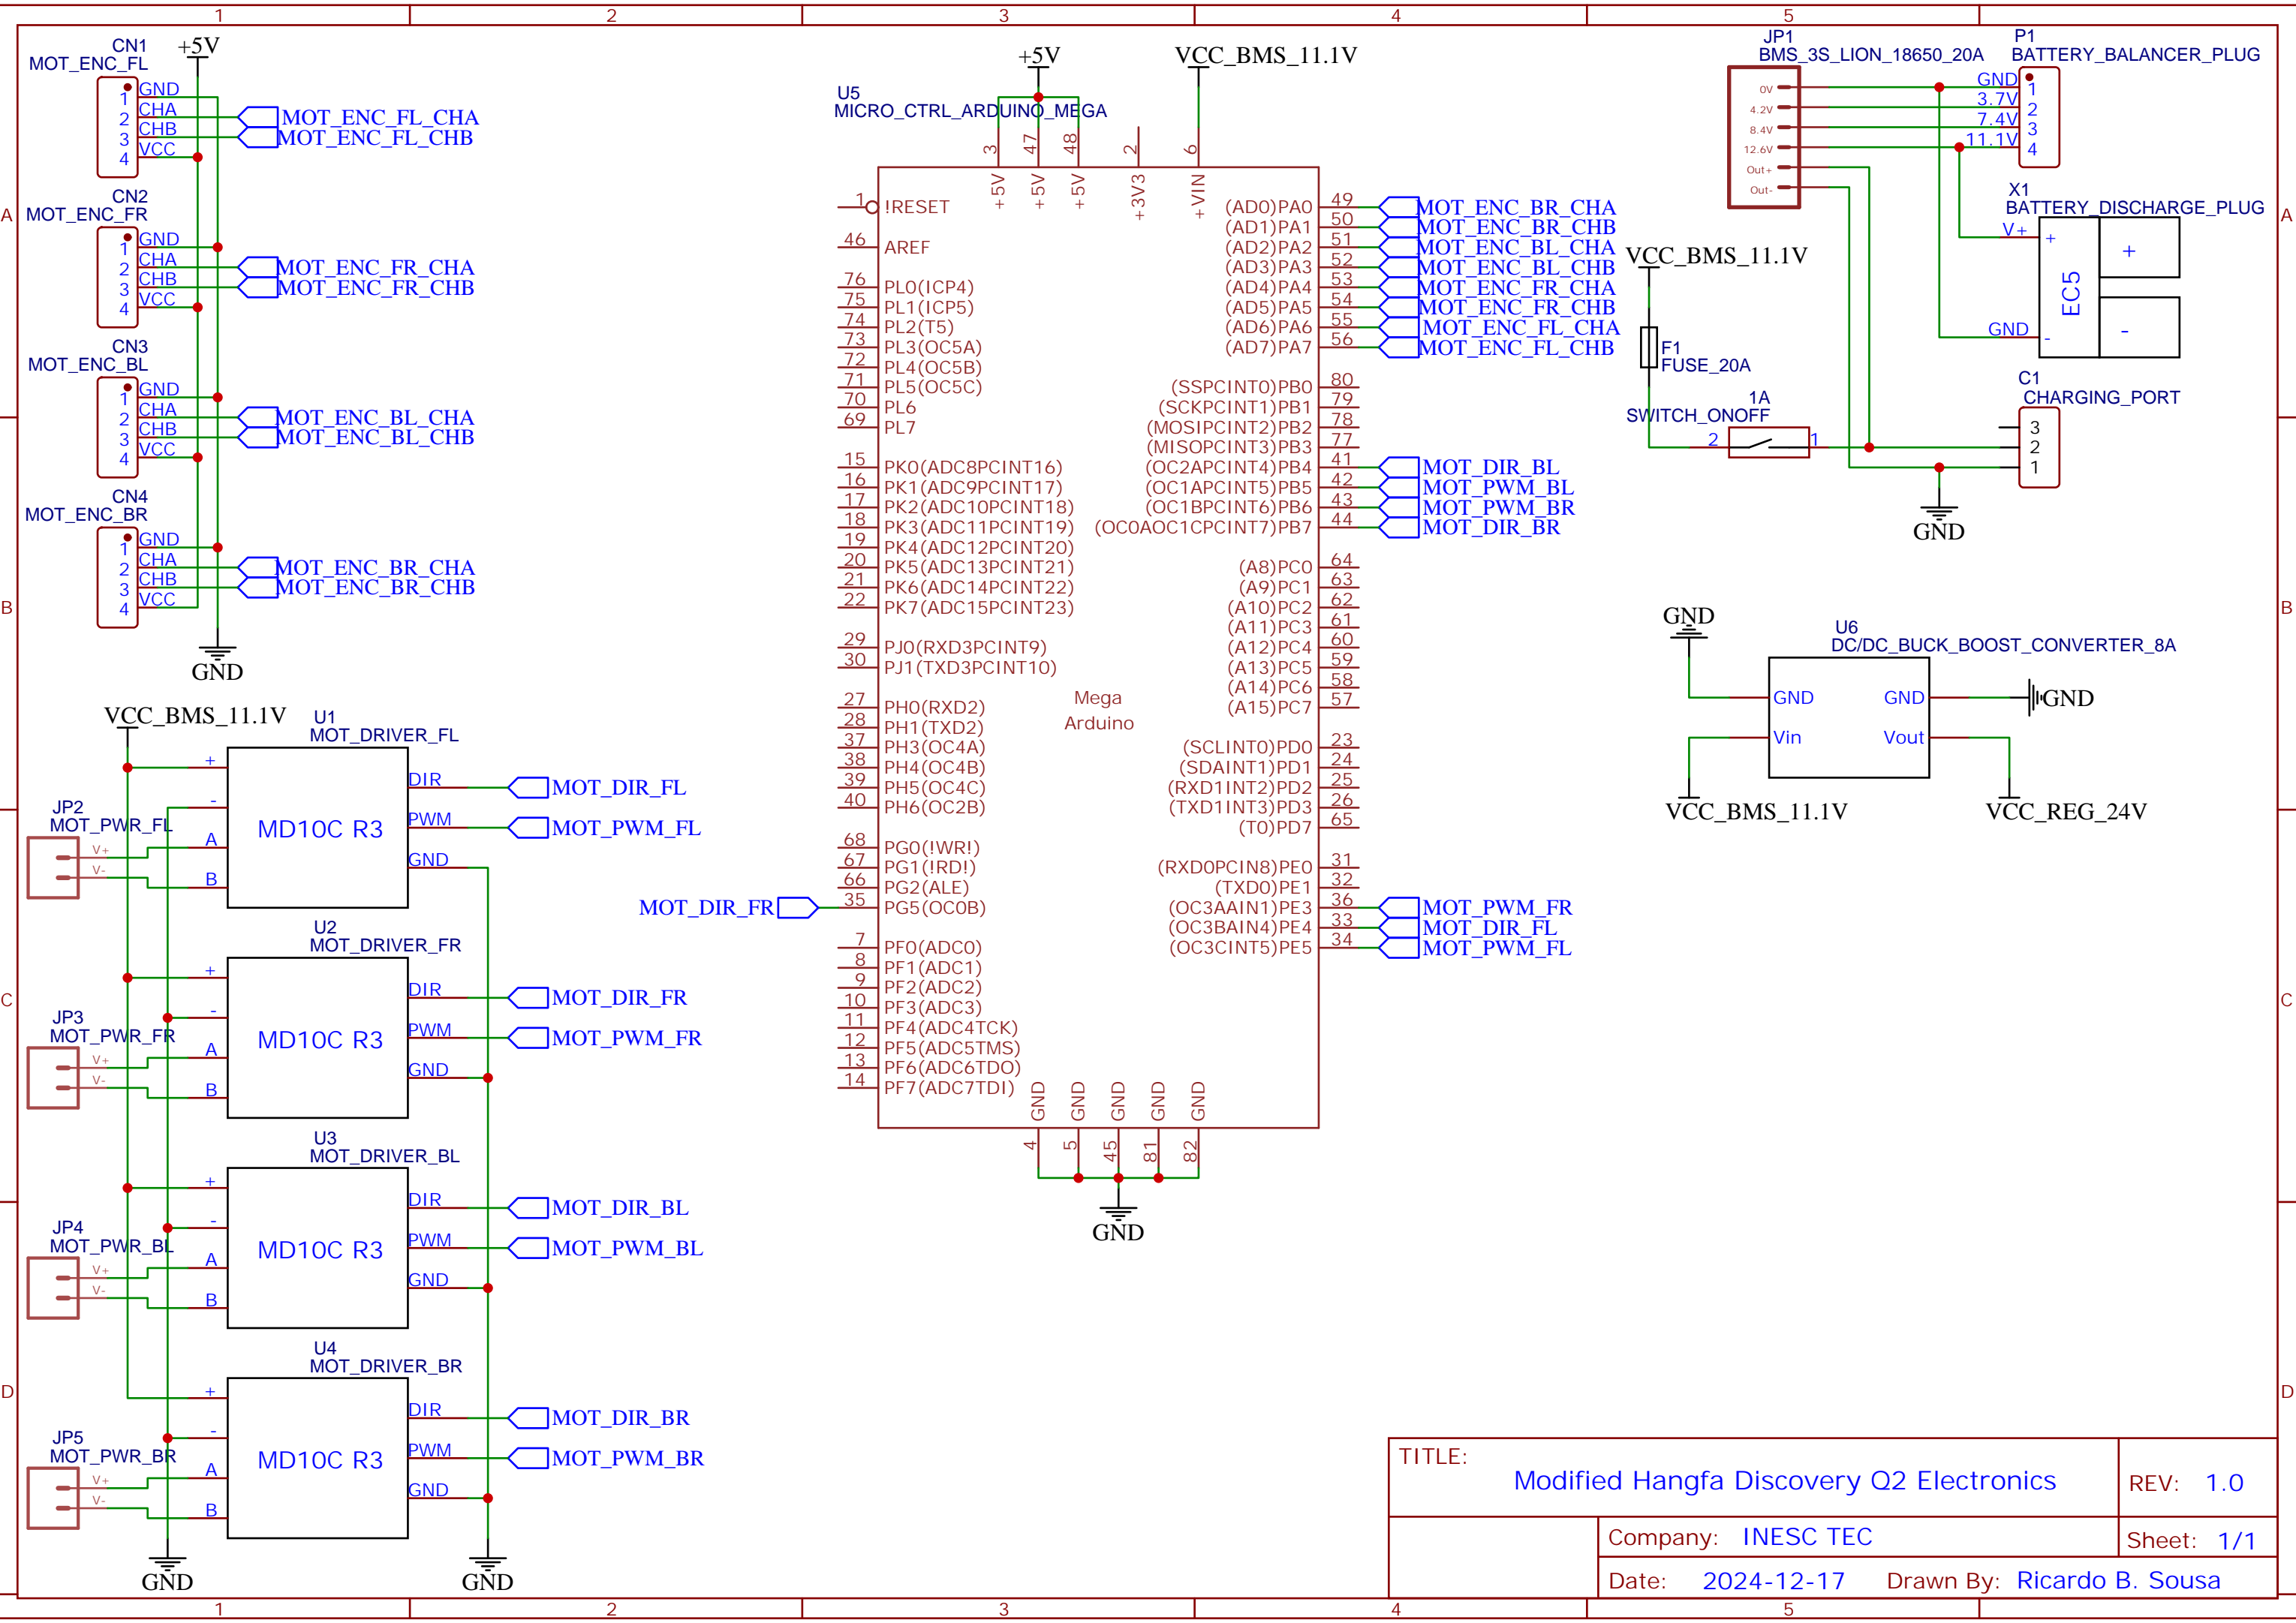 1 2 3 4 5
A
B
C
D
A
B
C
D
1 2 3 4 5
+5V
CN1
MOT_ENC_FL
1 GND
2 CHA MOT_ENC_FL_CHA
3 CHB MOT_ENC_FL_CHB
4 VCC
CN2
MOT_ENC_FR
1 GND
2 CHA MOT_ENC_FR_CHA
3 CHB MOT_ENC_FR_CHB
4 VCC
CN3
MOT_ENC_BL
1 GND
2 CHA MOT_ENC_BL_CHA
3 CHB MOT_ENC_BL_CHB
4 VCC
CN4
MOT_ENC_BR
1 GND
2 CHA MOT_ENC_BR_CHA
3 CHB MOT_ENC_BR_CHB
4 VCC
GND
VCC_BMS_11.1V
U1
MOT_DRIVER_FL
+
-
A
B
MD10C R3
DIR MOT_DIR_FL
PWM MOT_PWM_FL
GND
JP2
MOT_PWR_FL
V+
V-
U2
MOT_DRIVER_FR
+
-
A
B
MD10C R3
DIR MOT_DIR_FR
PWM MOT_PWM_FR
GND
JP3
MOT_PWR_FR
V+
V-
U3
MOT_DRIVER_BL
+
-
A
B
MD10C R3
DIR MOT_DIR_BL
PWM MOT_PWM_BL
GND
JP4
MOT_PWR_BL
V+
V-
U4
MOT_DRIVER_BR
+
-
A
B
MD10C R3
DIR MOT_DIR_BR
PWM MOT_PWM_BR
GND
JP5
MOT_PWR_BR
V+
V-
GND
GND
+5V
VCC_BMS_11.1V
U5
MICRO_CTRL_ARDUINO_MEGA
3 47 48 2 6
+5V +5V +5V +3V3 +VIN
1 !RESET
46 AREF
76 PL0(ICP4)
75 PL1(ICP5)
74 PL2(T5)
73 PL3(OC5A)
72 PL4(OC5B)
71 PL5(OC5C)
70 PL6
69 PL7
15 PK0(ADC8PCINT16)
16 PK1(ADC9PCINT17)
17 PK2(ADC10PCINT18)
18 PK3(ADC11PCINT19)
19 PK4(ADC12PCINT20)
20 PK5(ADC13PCINT21)
21 PK6(ADC14PCINT22)
22 PK7(ADC15PCINT23)
29 PJ0(RXD3PCINT9)
30 PJ1(TXD3PCINT10)
27 PH0(RXD2)
28 PH1(TXD2)
37 PH3(OC4A)
38 PH4(OC4B)
39 PH5(OC4C)
40 PH6(OC2B)
68 PG0(!WR!)
67 PG1(!RD!)
66 PG2(ALE)
MOT_DIR_FR 35 PG5(OC0B)
7 PF0(ADC0)
8 PF1(ADC1)
9 PF2(ADC2)
10 PF3(ADC3)
11 PF4(ADC4TCK)
12 PF5(ADC5TMS)
13 PF6(ADC6TDO)
14 PF7(ADC7TDI)
Mega
Arduino
(AD0)PA0 49 MOT_ENC_BR_CHA
(AD1)PA1 50 MOT_ENC_BR_CHB
(AD2)PA2 51 MOT_ENC_BL_CHA
(AD3)PA3 52 MOT_ENC_BL_CHB
(AD4)PA4 53 MOT_ENC_FR_CHA
(AD5)PA5 54 MOT_ENC_FR_CHB
(AD6)PA6 55 MOT_ENC_FL_CHA
(AD7)PA7 56 MOT_ENC_FL_CHB
(SSPCINT0)PB0 80
(SCKPCINT1)PB1 79
(MOSIPCINT2)PB2 78
(MISOPCINT3)PB3 77
(OC2APCINT4)PB4 41 MOT_DIR_BL
(OC1APCINT5)PB5 42 MOT_PWM_BL
(OC1BPCINT6)PB6 43 MOT_PWM_BR
(OC0AOC1CPCINT7)PB7 44 MOT_DIR_BR
(A8)PC0 64
(A9)PC1 63
(A10)PC2 62
(A11)PC3 61
(A12)PC4 60
(A13)PC5 59
(A14)PC6 58
(A15)PC7 57
(SCLINT0)PD0 23
(SDAINT1)PD1 24
(RXD1INT2)PD2 25
(TXD1INT3)PD3 26
(T0)PD7 65
(RXD0PCIN8)PE0 31
(TXD0)PE1 32
(OC3AAIN1)PE3 36 MOT_PWM_FR
(OC3BAIN4)PE4 33 MOT_DIR_FL
(OC3CINT5)PE5 34 MOT_PWM_FL
GND GND GND GND GND
4 5 45 81 82
GND
JP1
BMS_3S_LION_18650_20A
0V
4.2V
8.4V
12.6V
Out+
Out-
P1
BATTERY_BALANCER_PLUG
GND 1
3.7V 2
7.4V 3
11.1V 4
X1
BATTERY_DISCHARGE_PLUG
V+ + +
EC5
GND - -
VCC_BMS_11.1V
F1
FUSE_20A
1A
SWITCH_ONOFF
2 1
C1
CHARGING_PORT
3
2
1
GND
GND
U6
DC/DC_BUCK_BOOST_CONVERTER_8A
GND GND GND
Vin Vout
VCC_BMS_11.1V VCC_REG_24V
TITLE:
Modified Hangfa Discovery Q2 Electronics
REV: 1.0
Company: INESC TEC
Sheet: 1/1
Date: 2024-12-17 Drawn By: Ricardo B. Sousa